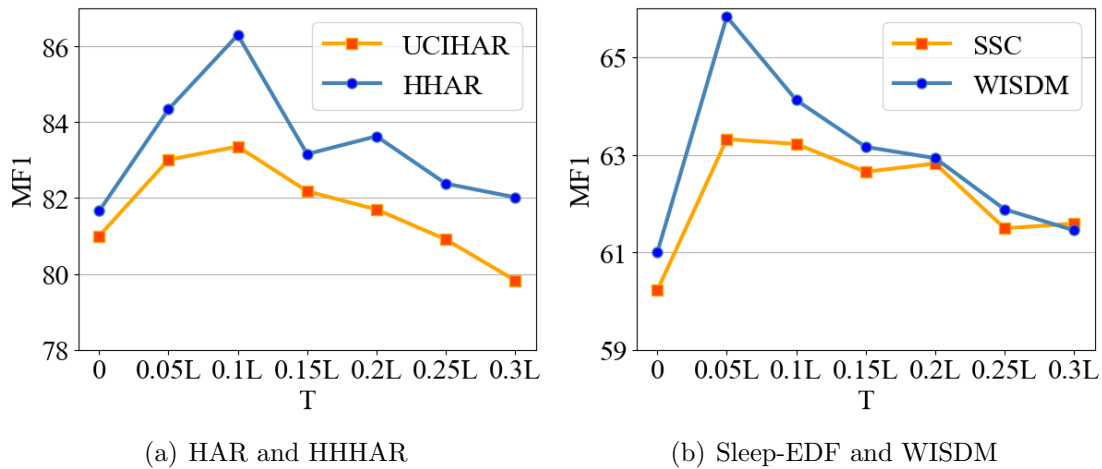 86
84
82
80
78
MF1
UCIHAR
HHAR
0 0.05L 0.1L 0.15L 0.2L 0.25L 0.3L
T
(a) HAR and HHHAR
65
63
61
59
MF1
SSC
WISDM
0 0.05L 0.1L 0.15L 0.2L 0.25L 0.3L
T
(b) Sleep-EDF and WISDM